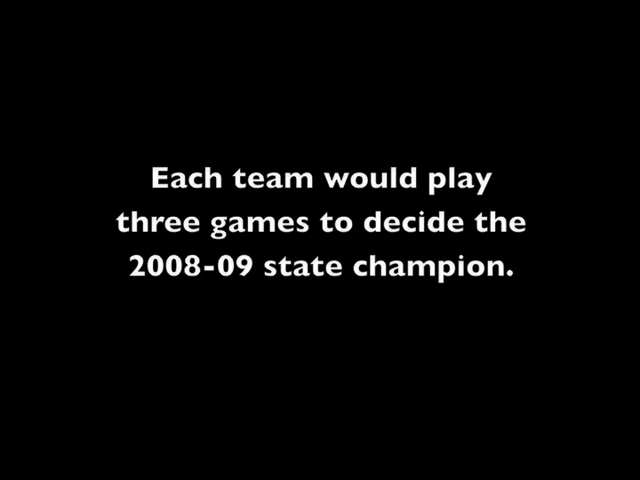 Each team would play
three games to decide the
2008-09 state champion.